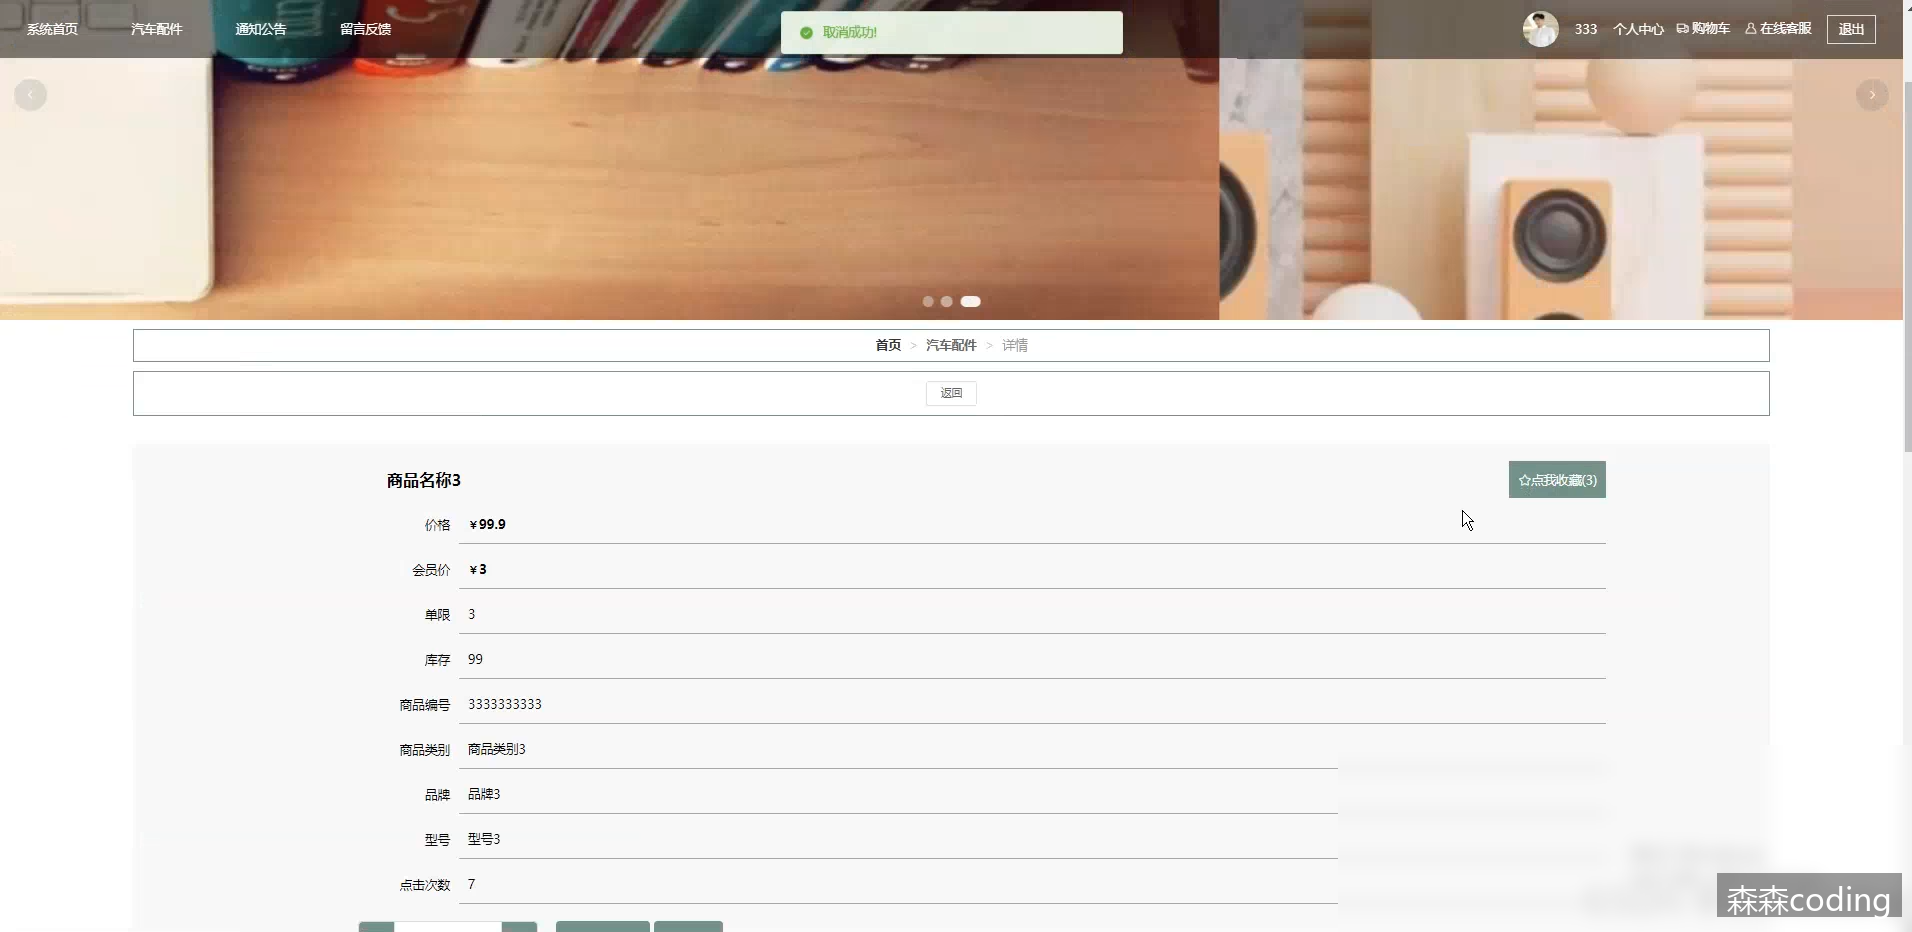 系统首页 汽车配件 通知公告 留言反馈 取消成功! 333 个人中心 购物车 在线客服 退出
首页 > 汽车配件 > 详情
返回
商品名称3 点我收藏(3)
价格 ¥99.9
会员价 ¥3
单限 3
库存 99
商品编号 3333333333
商品类别 商品类别3
品牌 品牌3
型号 型号3
点击次数 7
森森coding